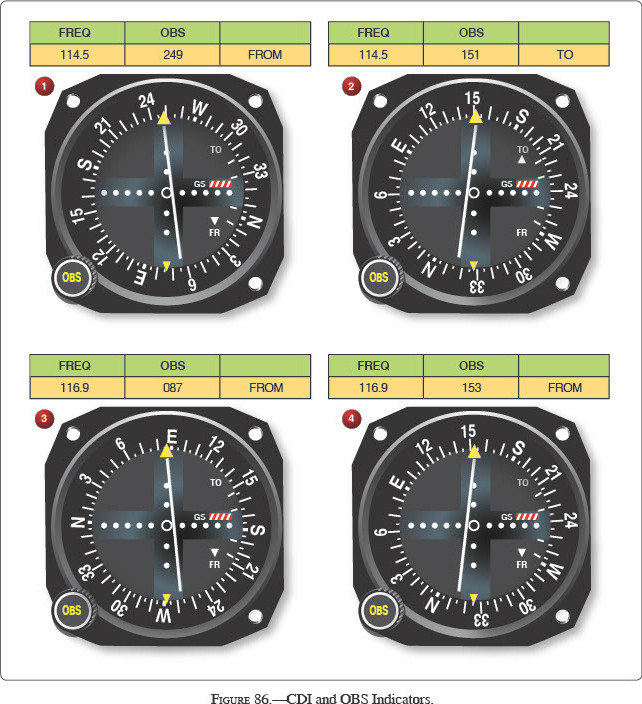 FREQ OBS
114.5 249 FROM
FREQ OBS
114.5 151 TO
1
24 W 30 33 N 3 6 E 12 15 S 21
TO
GS
FR
OBS
2
15 S 21 24 W 30 33 N 3 6 E 12
TO
GS
FR
OBS
FREQ OBS
116.9 087 FROM
FREQ OBS
116.9 153 FROM
3
E 12 15 S 21 24 W 30 33 N 3 6
TO
GS
FR
OBS
4
15 S 21 24 W 30 33 N 3 6 E 12
TO
GS
FR
OBS
FIGURE 86.—CDI and OBS Indicators.